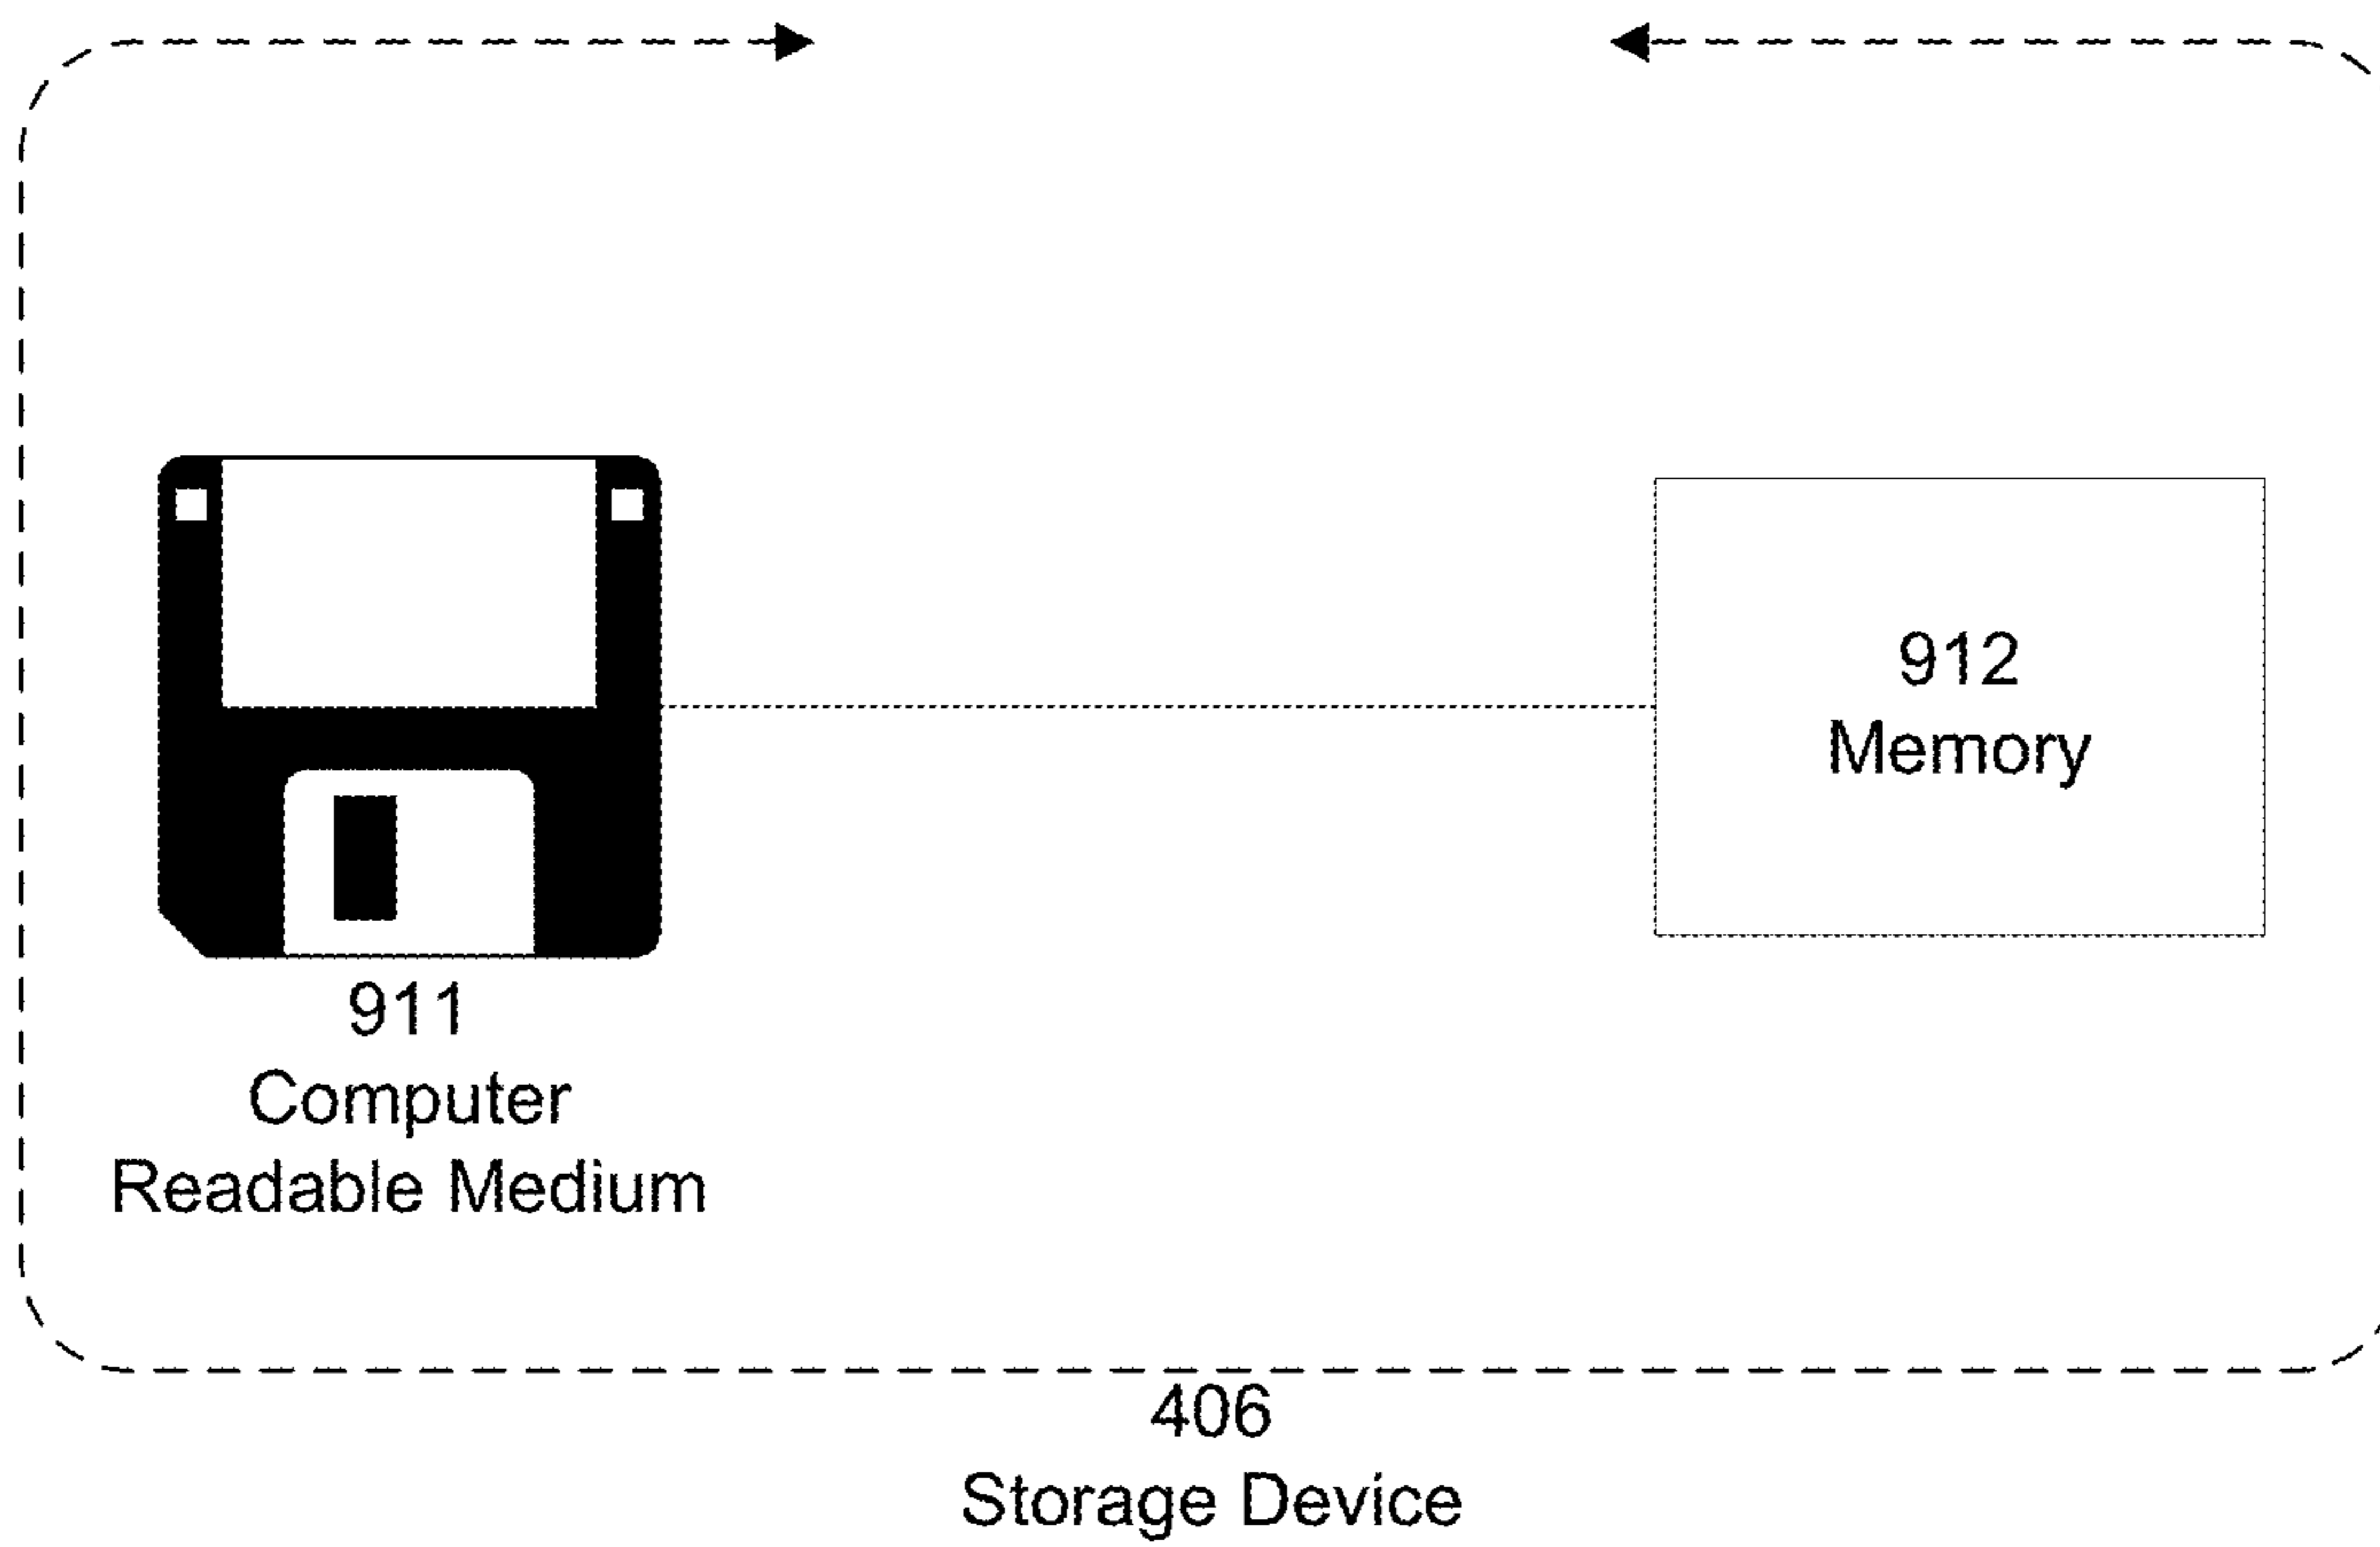 912
Memory
911
Computer
Readable Medium
406
Storage Device